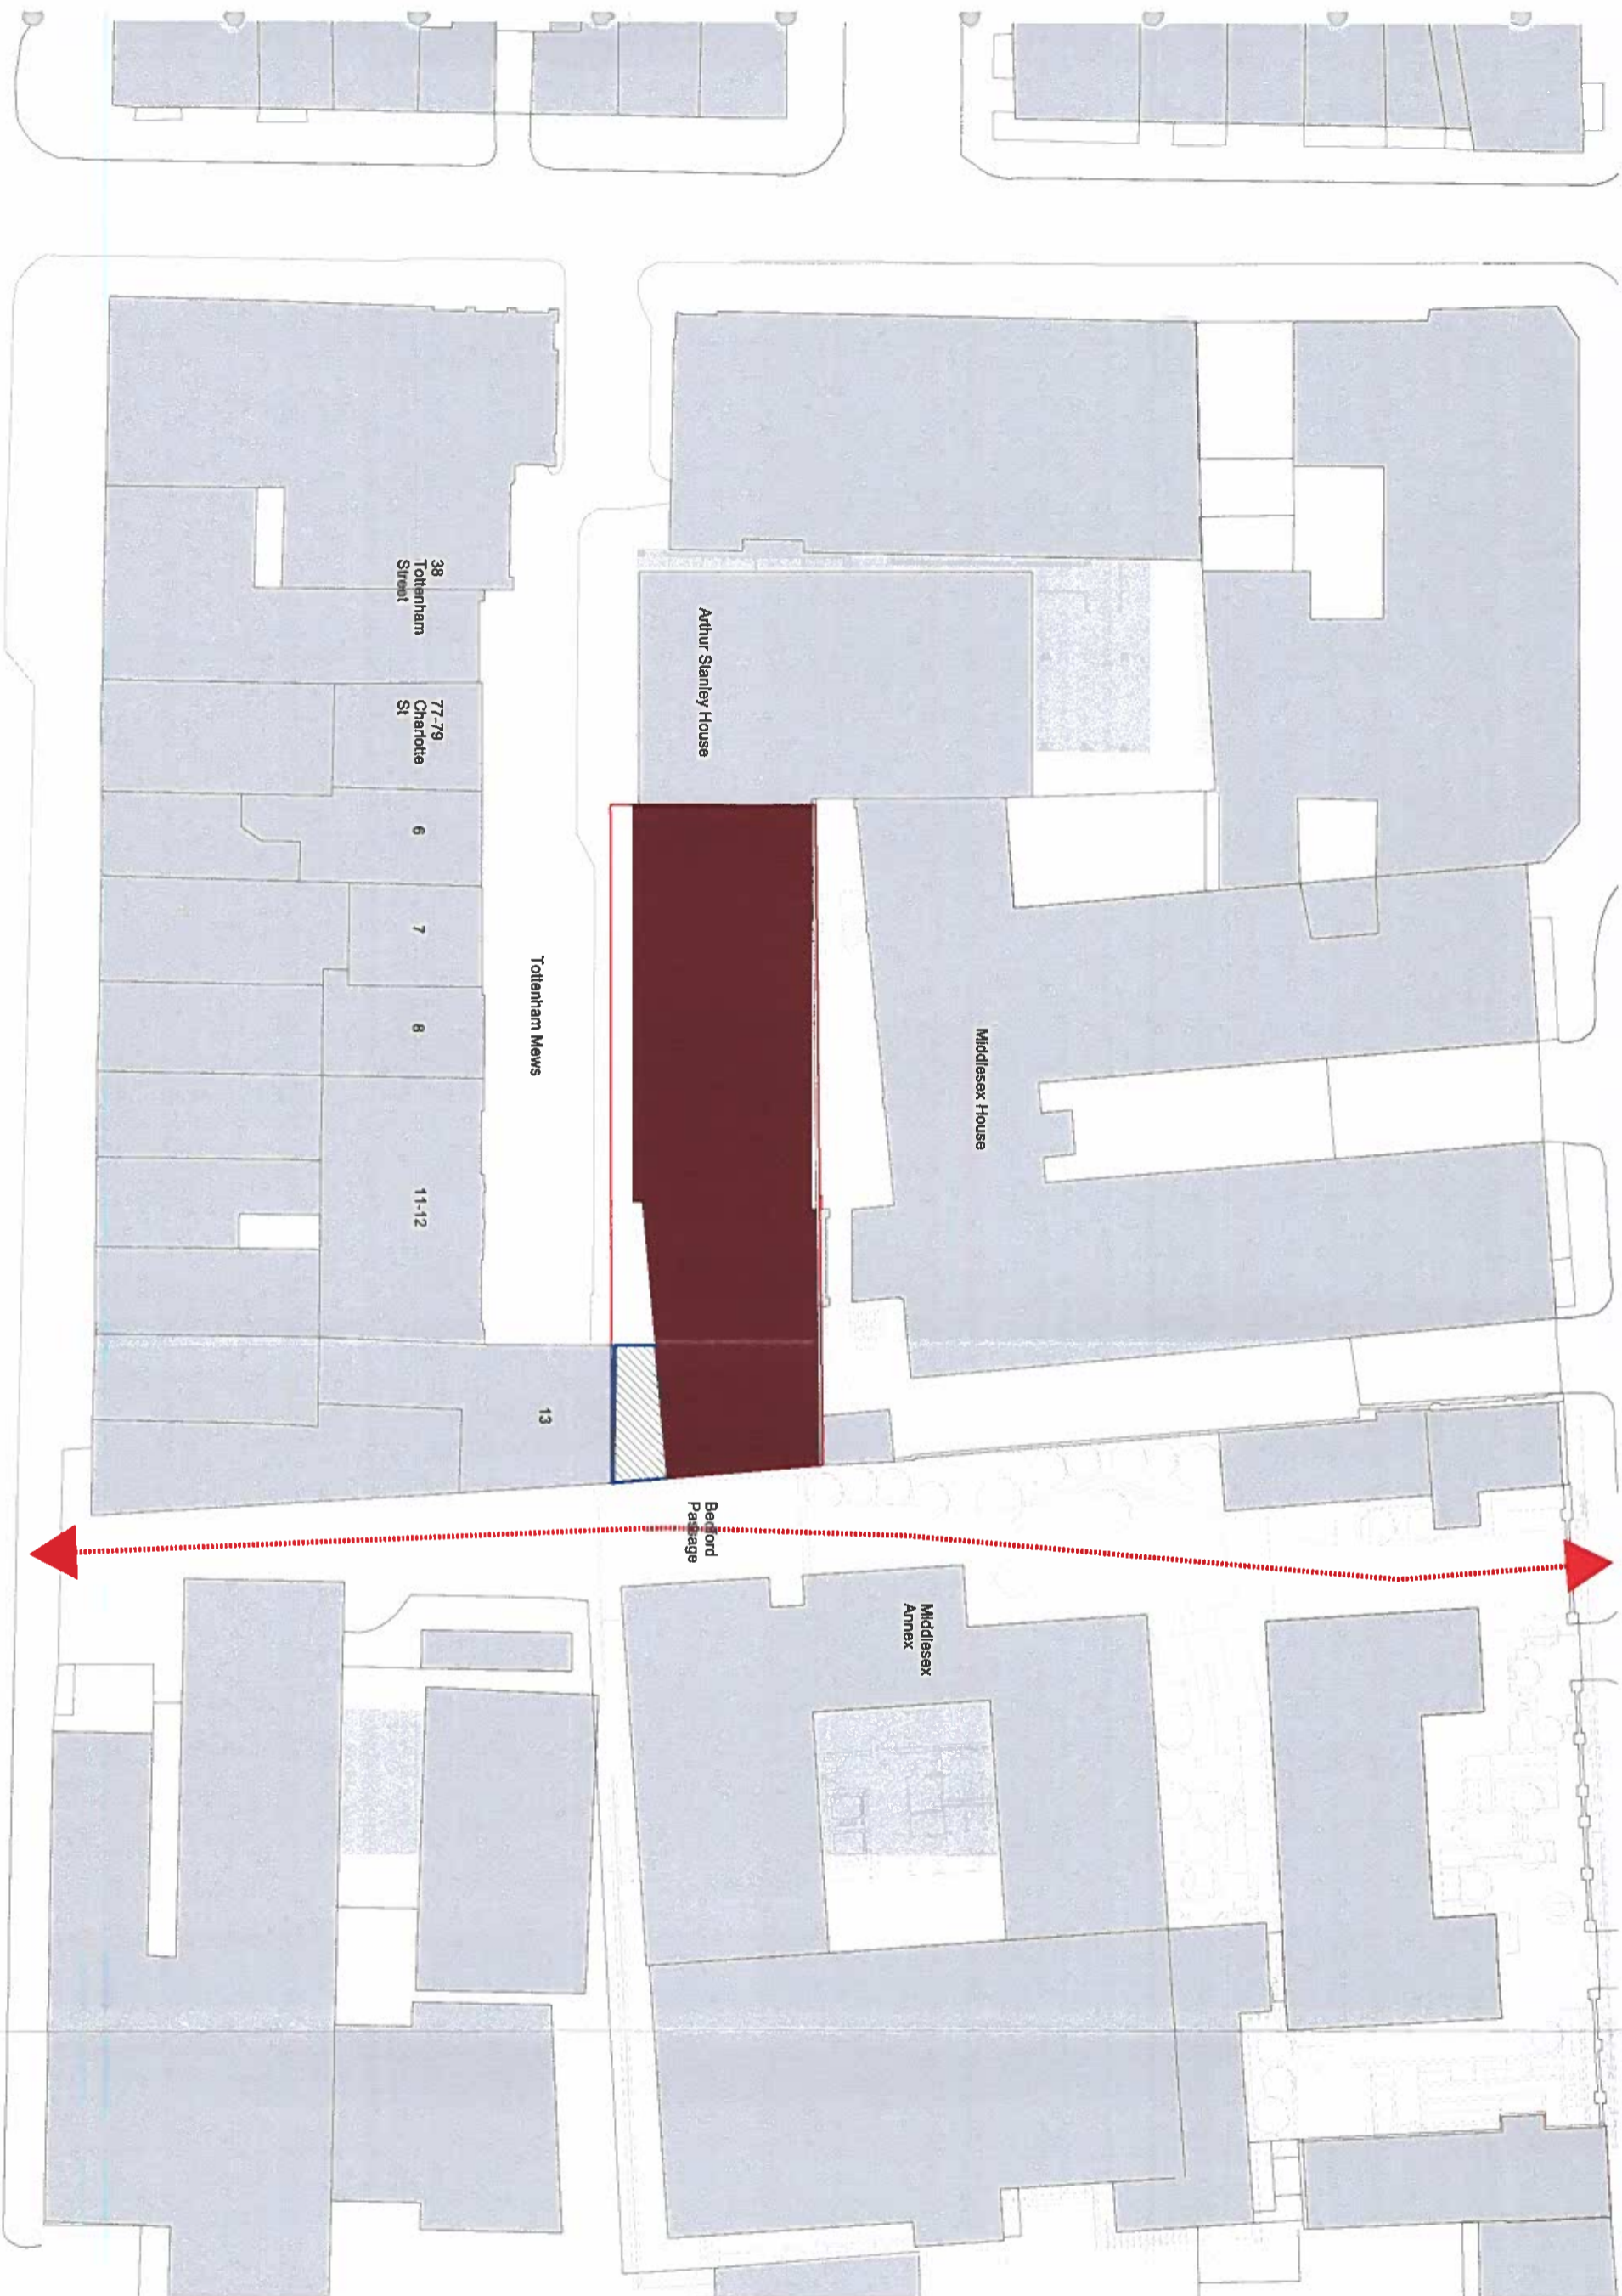 38
Tottenham
Street
77-79
Charlotte
St
6
7
8
11-12
13
Tottenham Mews
Arthur Stanley House
Middlesex House
Bedford
Passage
Middlesex
Annex